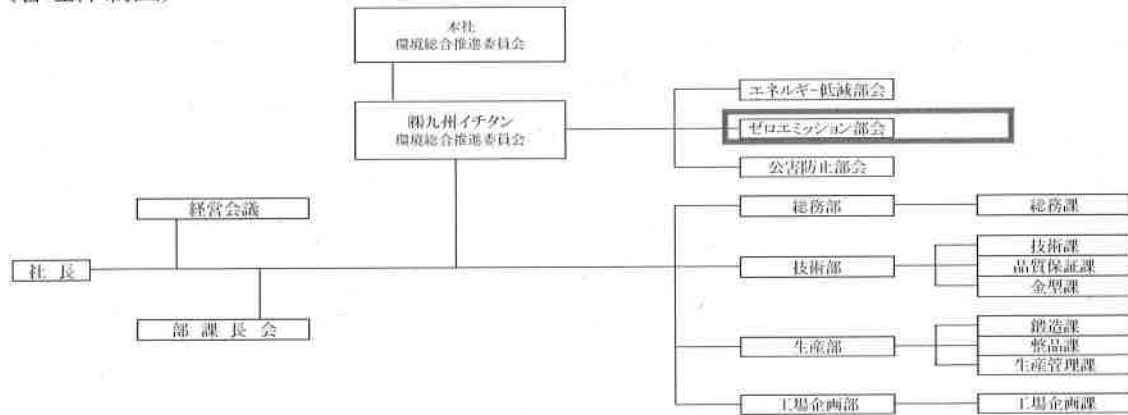 本社
環境総合推進委員会
㈱九州イチタン
環境総合推進委員会
エネルギー低減部会
ゼロエミッション部会
公害防止部会
経営会議
社長
部課長会
総務部
総務課
技術部
技術課
品質保証課
金型課
生産部
鍛造課
整品課
生産管理課
工場企画部
工場企画課